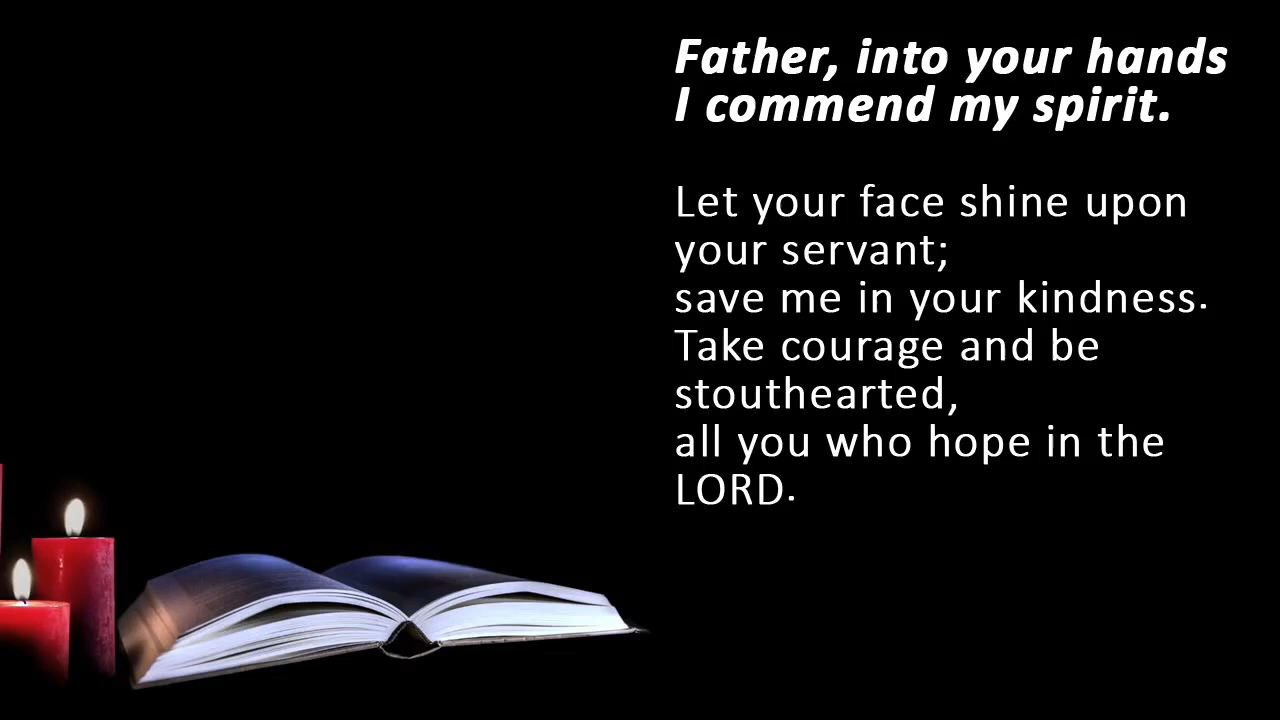 Father, into your hands
I commend my spirit.
Let your face shine upon
your servant;
save me in your kindness.
Take courage and be
stouthearted,
all you who hope in the
LORD.